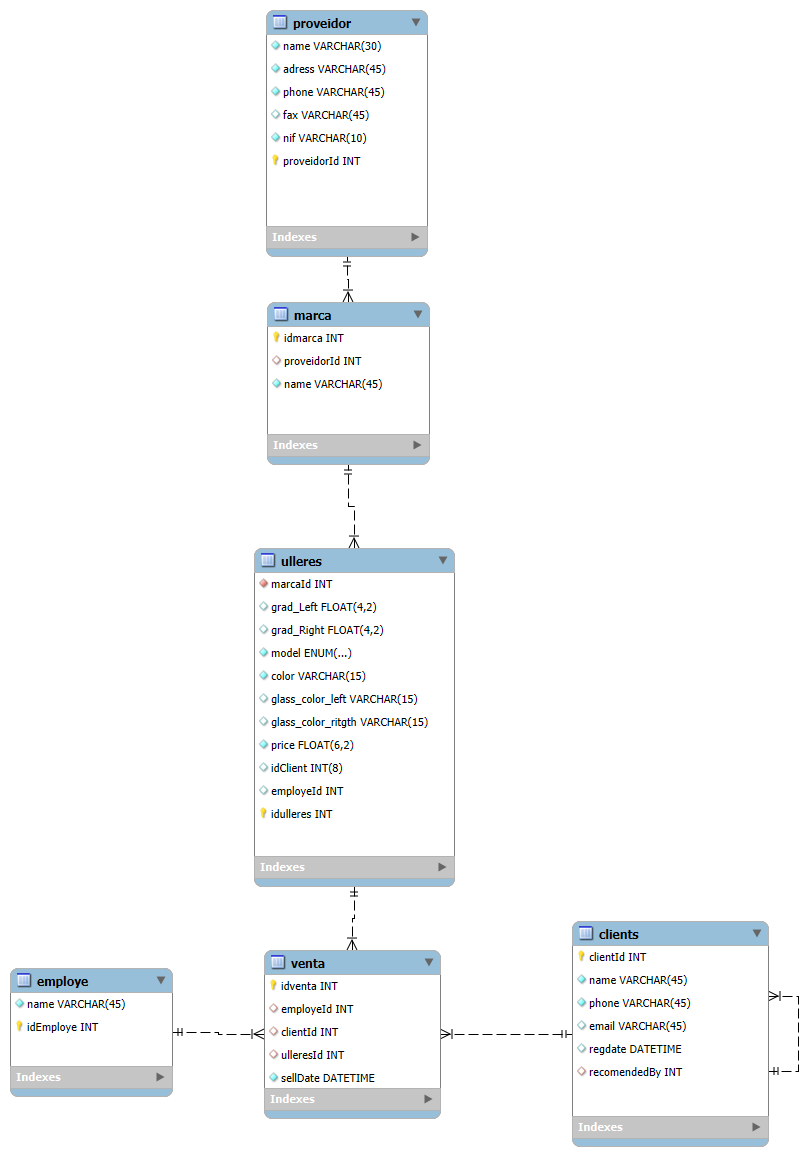 proveidor
name VARCHAR(30)
adress VARCHAR(45)
phone VARCHAR(45)
fax VARCHAR(45)
nif VARCHAR(10)
proveidorId INT
Indexes
marca
idmarca INT
proveidorId INT
name VARCHAR(45)
Indexes
ulleres
marcaId INT
grad_Left FLOAT(4,2)
grad_Right FLOAT(4,2)
model ENUM(...)
color VARCHAR(15)
glass_color_left VARCHAR(15)
glass_color_ritgth VARCHAR(15)
price FLOAT(6,2)
idClient INT(8)
employeId INT
idulleres INT
Indexes
employe
name VARCHAR(45)
idEmploye INT
Indexes
venta
idventa INT
employeId INT
clientId INT
ulleresId INT
sellDate DATETIME
Indexes
clients
clientId INT
name VARCHAR(45)
phone VARCHAR(45)
email VARCHAR(45)
regdate DATETIME
recomendedBy INT
Indexes